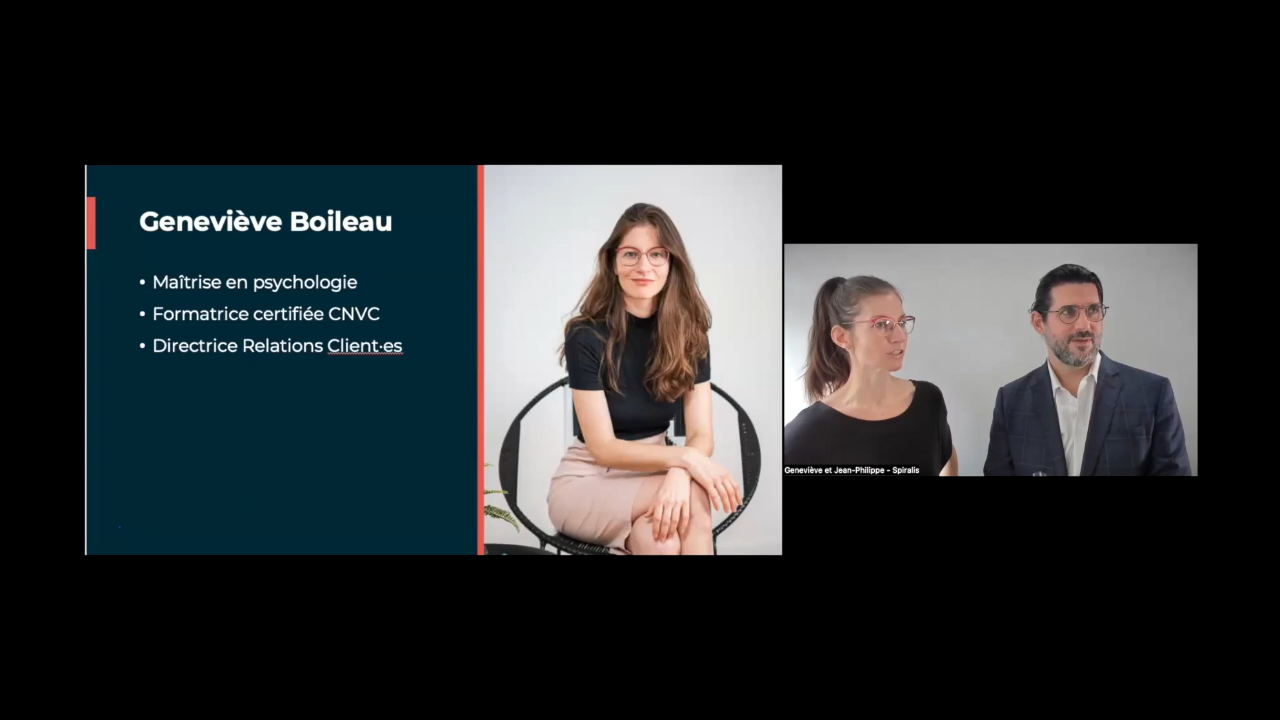 Geneviève Boileau
• Maîtrise en psychologie
• Formatrice certifiée CNVC
• Directrice Relations Client·es
Geneviève et Jean-Philippe - Spiralis